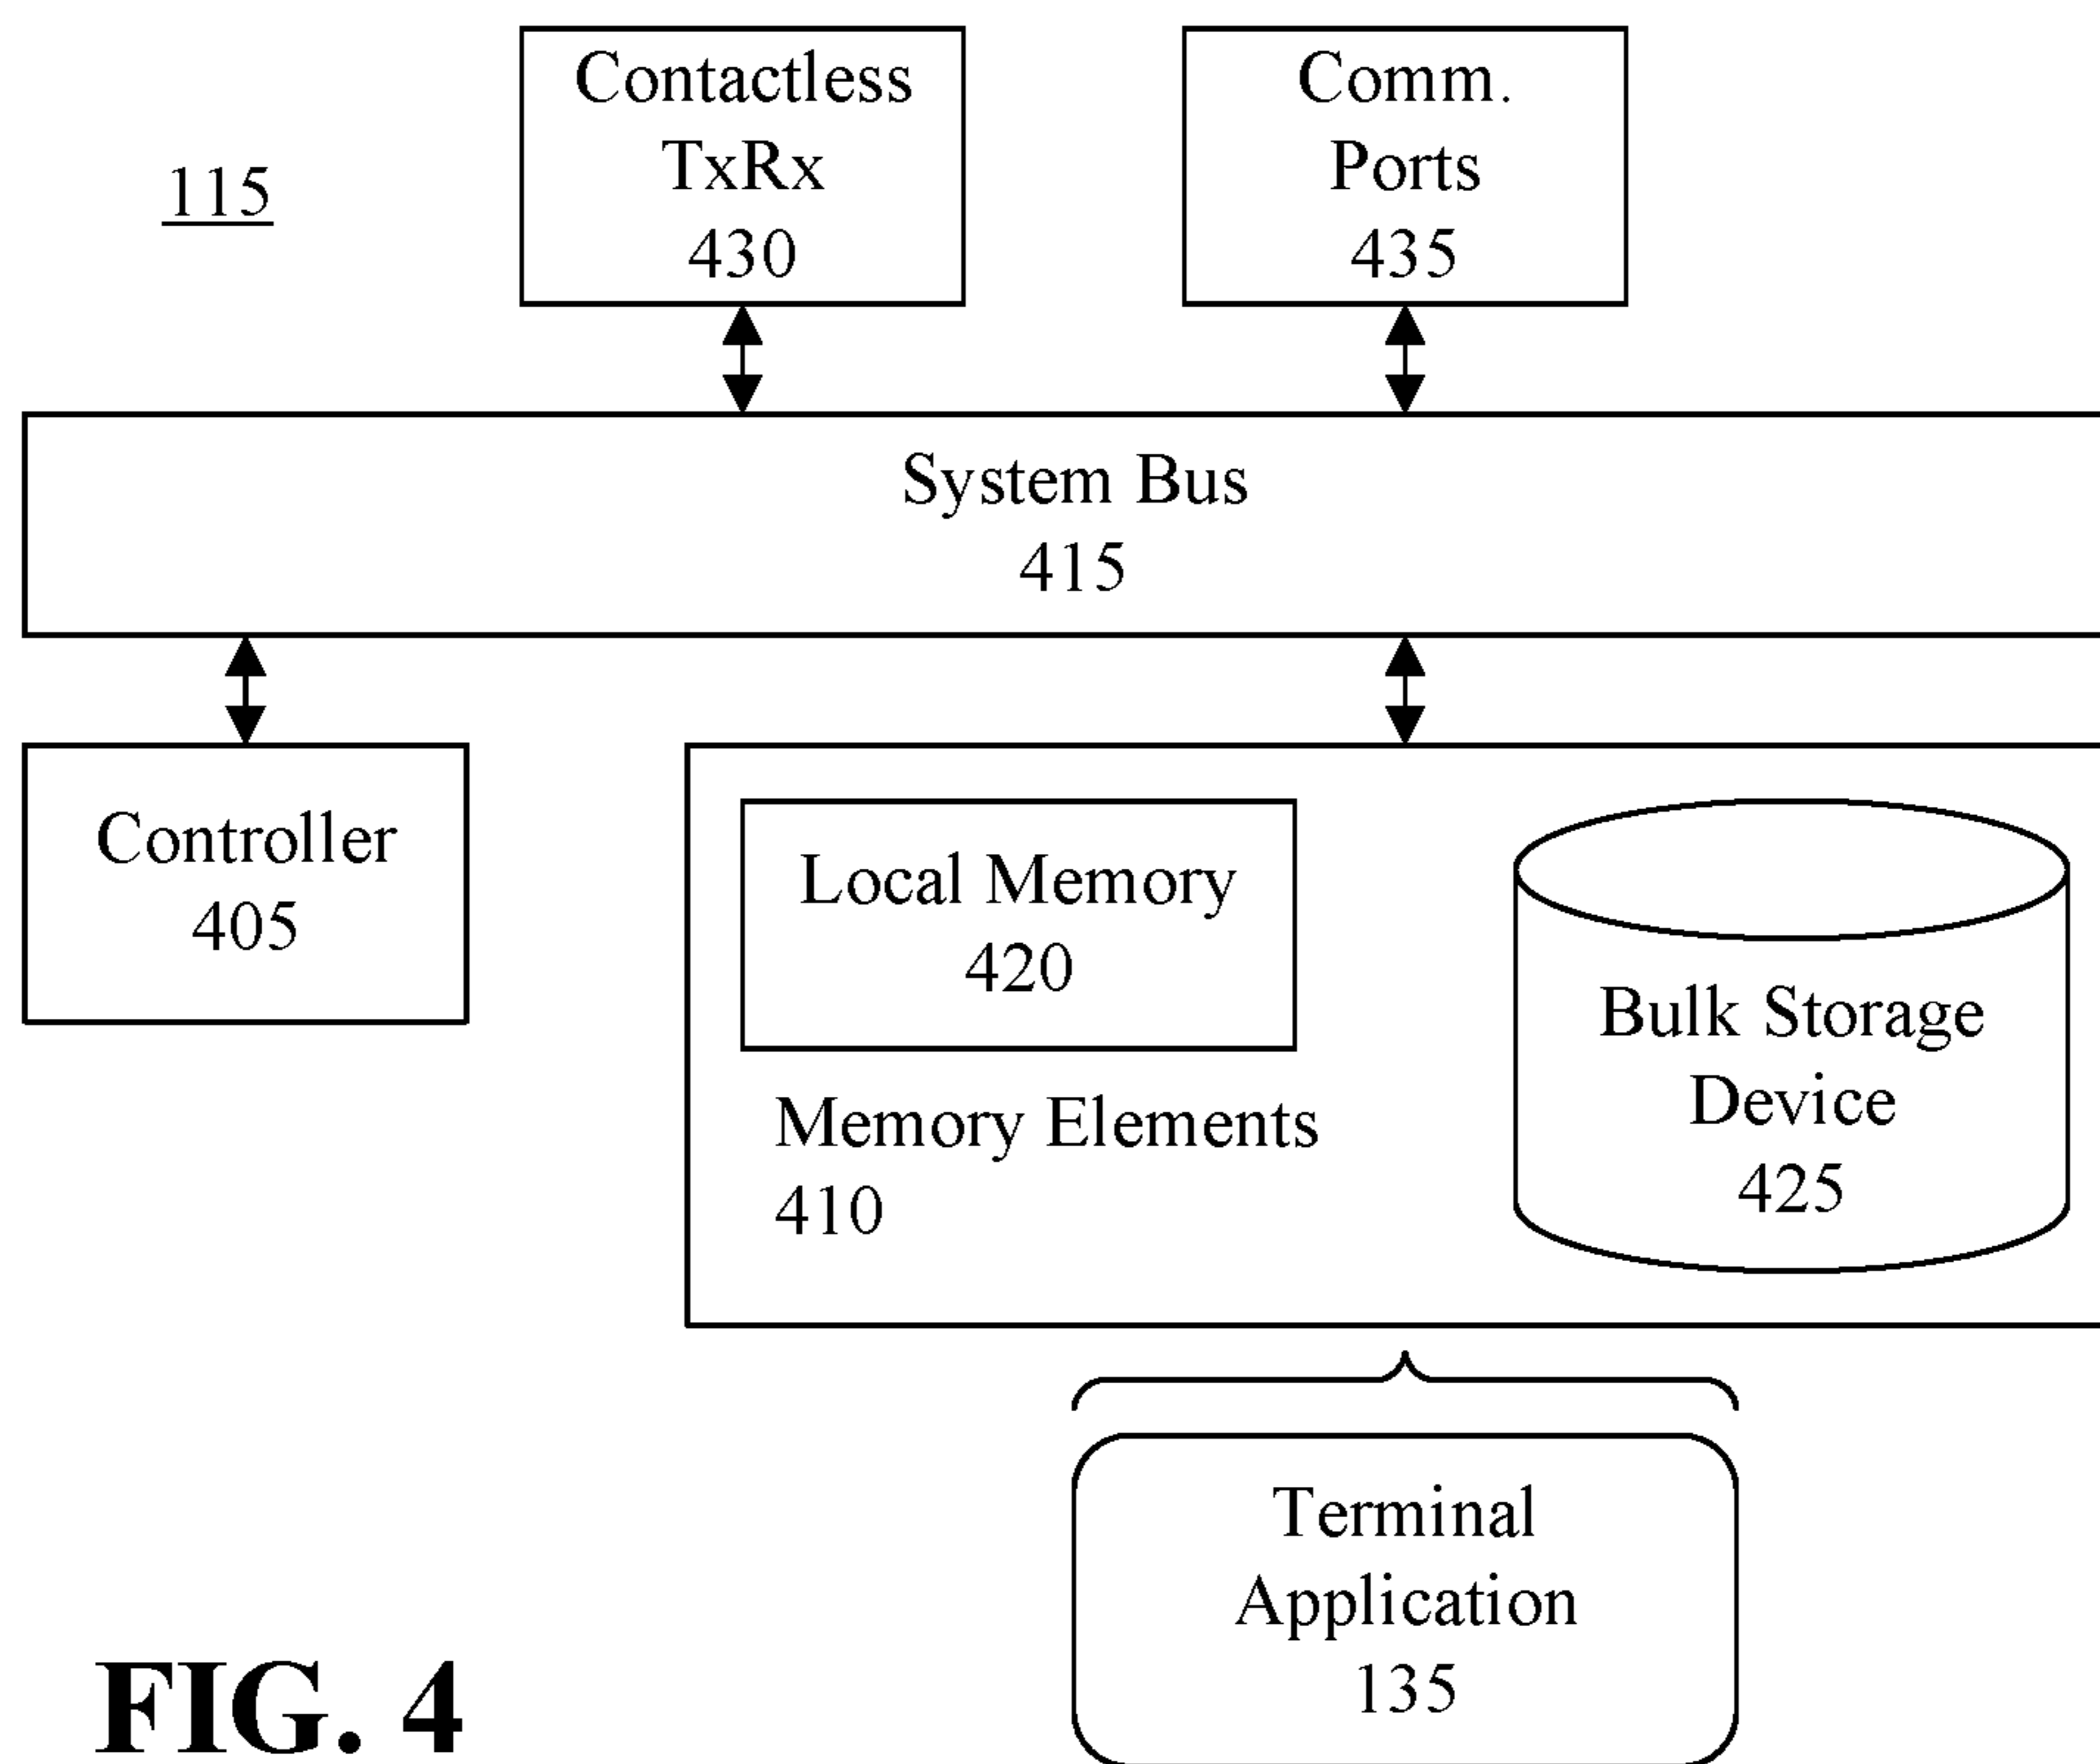 Contactless
TxRx
430
Comm.
Ports
435
115
System Bus
415
Controller
405
Local Memory
420
Memory Elements
410
Bulk Storage
Device
425
Terminal
Application
135
FIG. 4